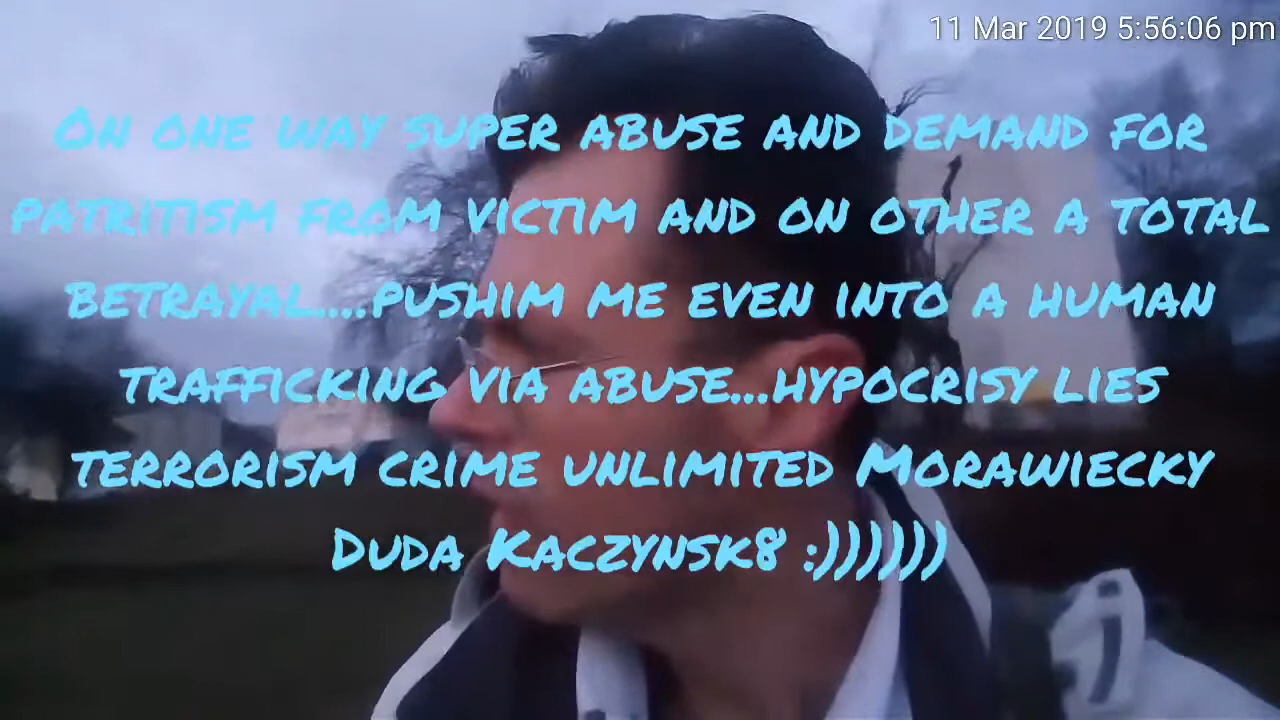 11 Mar 2019 5:56:06 pm
On one way super abuse and demand for
patritism from victim and on other a total
betrayal....pushim me even into a human
trafficking via abuse...hypocrisy lies
terrorism crime unlimited Morawiecky
Duda Kaczynsk8 :))))))